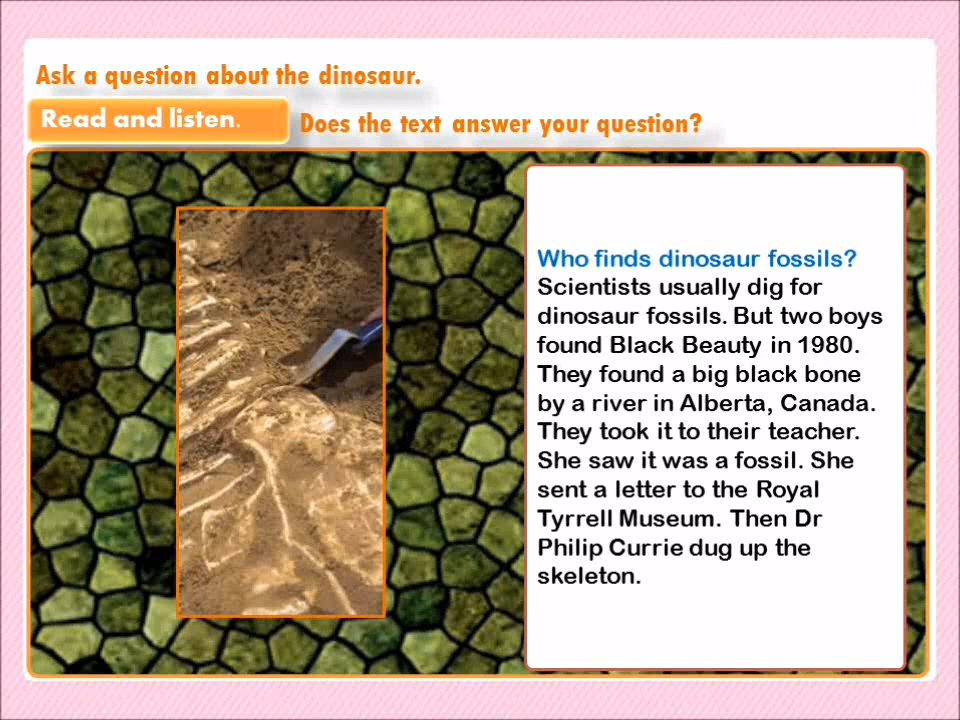 Ask a question about the dinosaur.
Read and listen.
Does the text answer your question?
Who finds dinosaur fossils?
Scientists usually dig for
dinosaur fossils. But two boys
found Black Beauty in 1980.
They found a big black bone
by a river in Alberta, Canada.
They took it to their teacher.
She saw it was a fossil. She
sent a letter to the Royal
Tyrrell Museum. Then Dr
Philip Currie dug up the
skeleton.